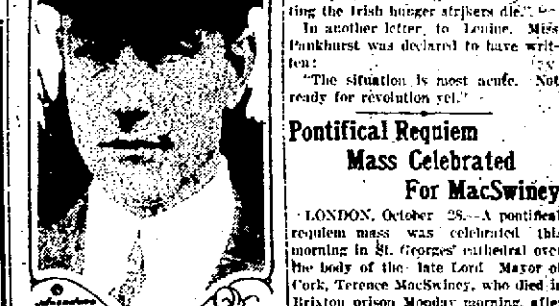 ting the Irish hunger strikers die."
In another letter, to Lenine, Miss
Pankhurst was declared to have writ-
ten:
"The situation is most acute. Not
ready for revolution yet."
Pontifical Requiem
Mass Celebrated
For MacSwiney
LONDON, October 28.—A pontifical
requiem mass was celebrated this
morning in St. Georges' cathedral over
the body of the late Lord Mayor of
Cork, Terence MacSwiney, who died in
Brixton prison Monday morning,